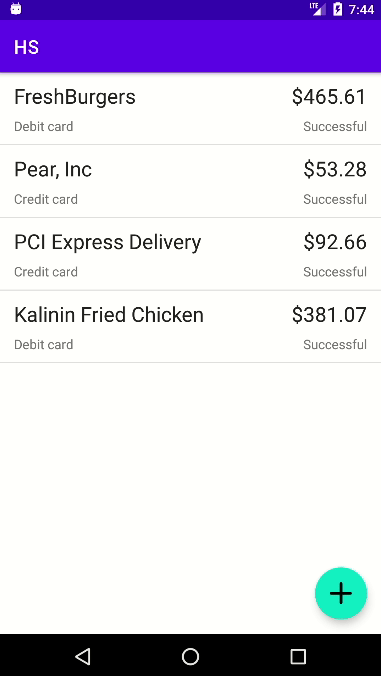 LTE 7:44
HS
FreshBurgers $465.61
Debit card Successful
Pear, Inc $53.28
Credit card Successful
PCI Express Delivery $92.66
Credit card Successful
Kalinin Fried Chicken $381.07
Debit card Successful